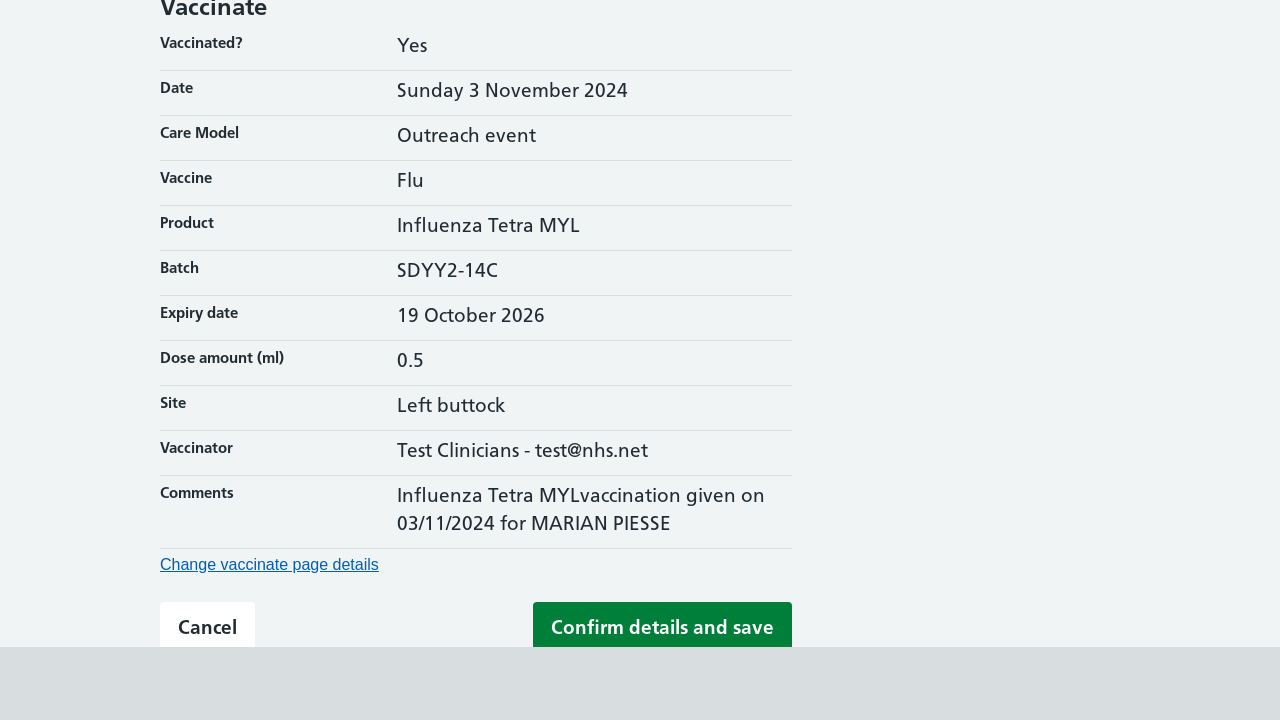 Vaccinate
Vaccinated?
Yes
Date
Sunday 3 November 2024
Care Model
Outreach event
Vaccine
Flu
Product
Influenza Tetra MYL
Batch
SDYY2-14C
Expiry date
19 October 2026
Dose amount (ml)
0.5
Site
Left buttock
Vaccinator
Test Clinicians - test@nhs.net
Comments
Influenza Tetra MYLvaccination given on
03/11/2024 for MARIAN PIESSE
Change vaccinate page details
Cancel
Confirm details and save